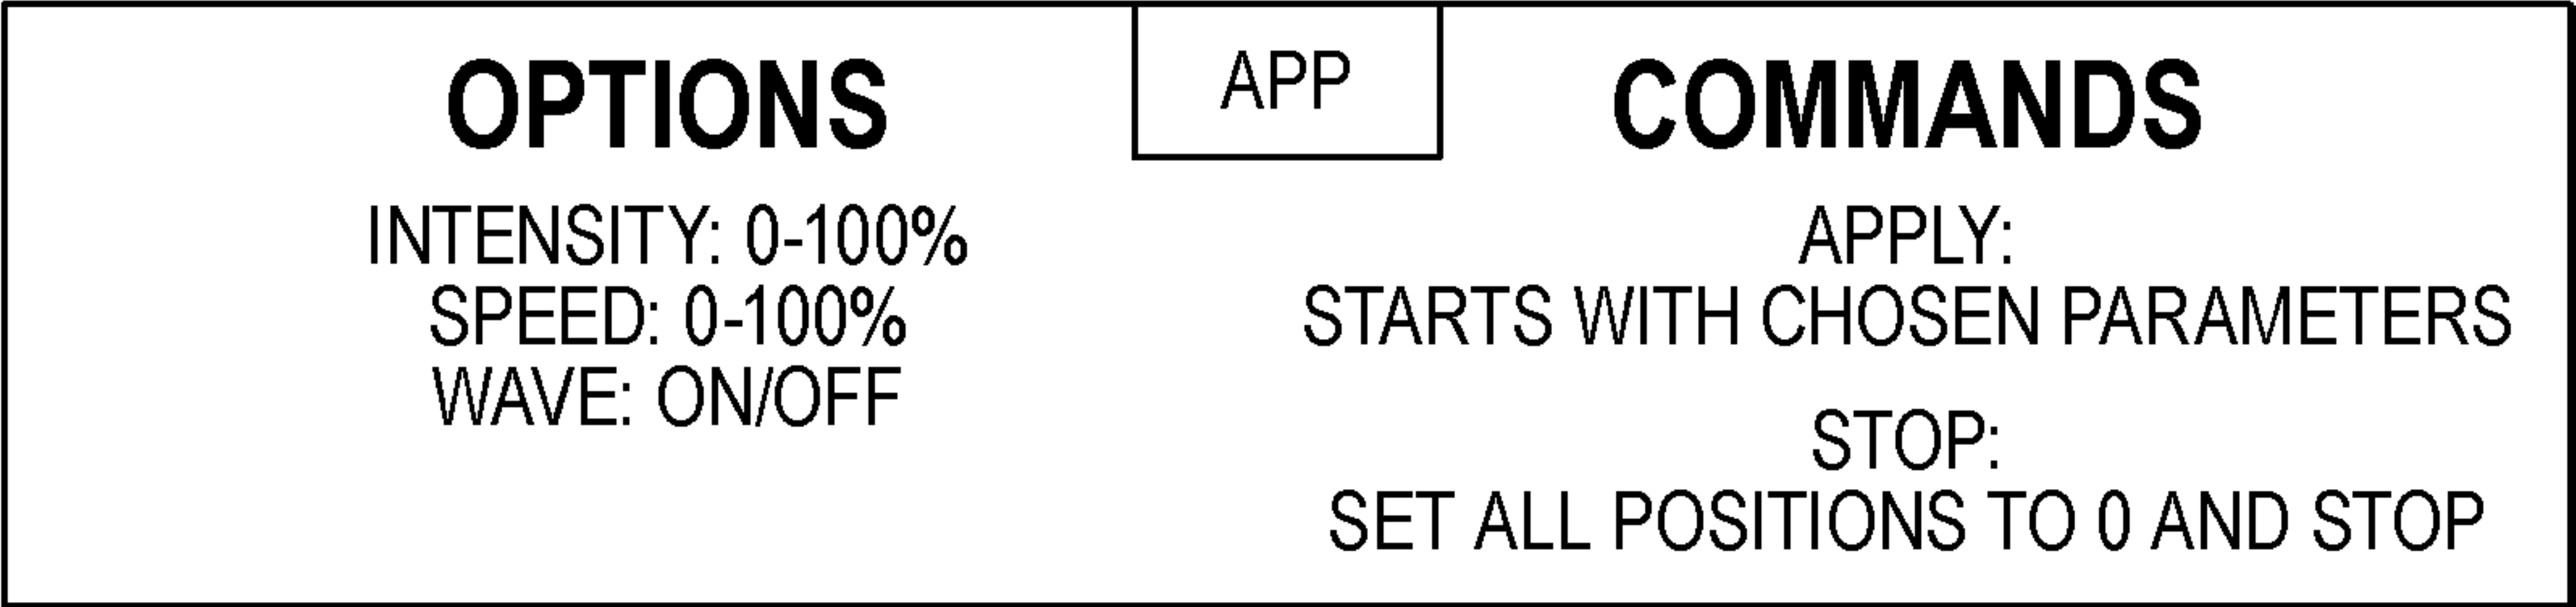 APP
OPTIONS
INTENSITY: 0-100%
SPEED: 0-100%
WAVE: ON/OFF
COMMANDS
APPLY:
STARTS WITH CHOSEN PARAMETERS
STOP:
SET ALL POSITIONS TO 0 AND STOP